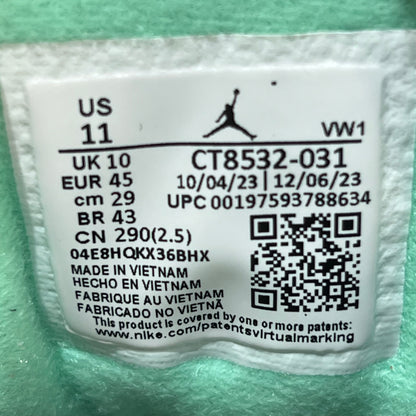 US
11
VW1
UK 10
CT8532-031
EUR 45
10/04/23 | 12/06/23
cm 29
UPC 00197593788634
BR 43
CN 290(2.5)
04E8HQKX36BHX
MADE IN VIETNAM
HECHO EN VIETNAM
FABRIQUE AU VIETNAM
FABRICADO NO VIETNÃ
This product is covered by one or more patents
www.nike.com/patentsvirtualmarking